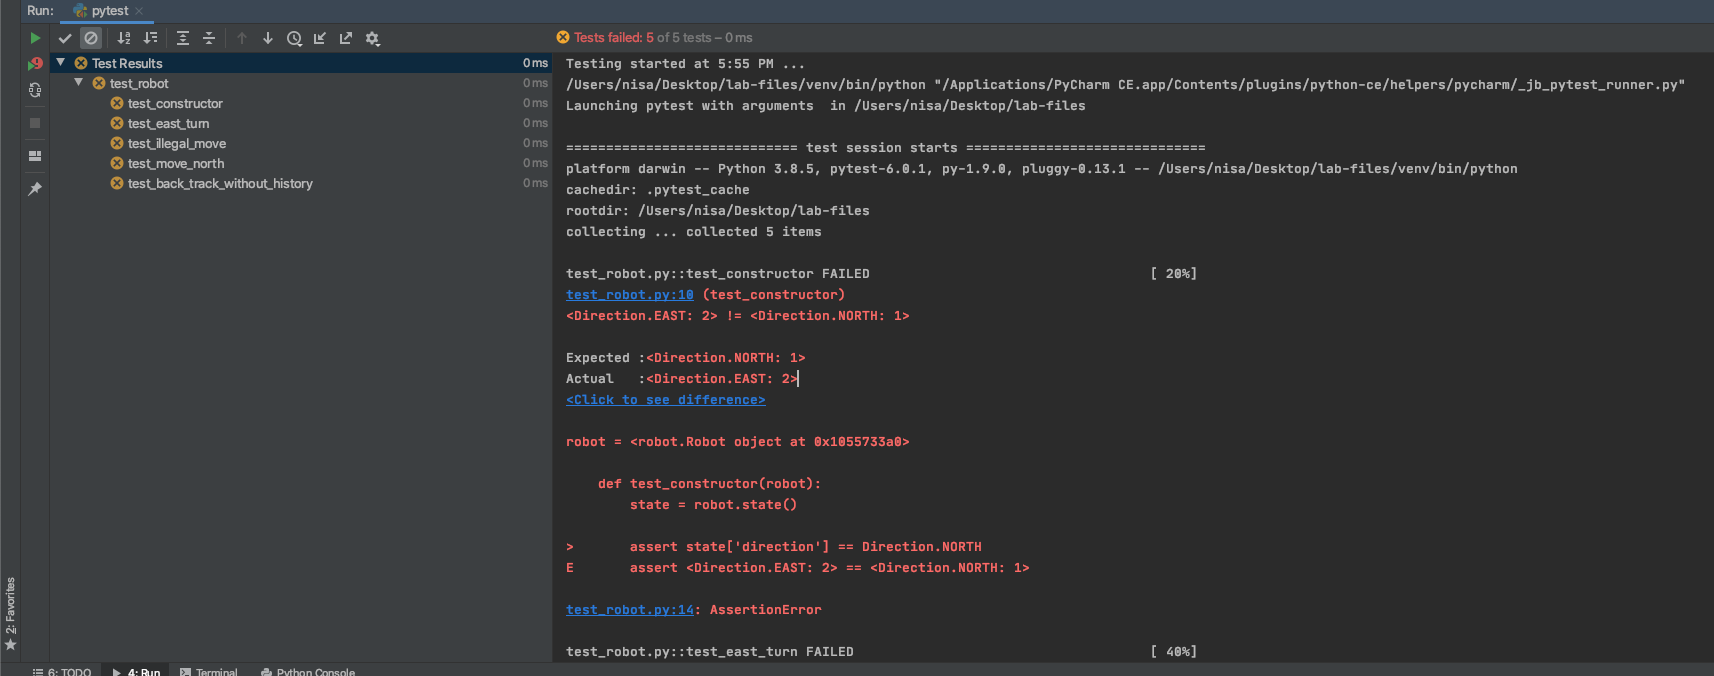 Run: pytest
Tests failed: 5 of 5 tests – 0 ms
Test Results 0 ms
test_robot 0 ms
test_constructor 0 ms
test_east_turn 0 ms
test_illegal_move 0 ms
test_move_north 0 ms
test_back_track_without_history 0 ms
Testing started at 5:55 PM ...
/Users/nisa/Desktop/lab-files/venv/bin/python "/Applications/PyCharm CE.app/Contents/plugins/python-ce/helpers/pycharm/_jb_pytest_runner.py"
Launching pytest with arguments  in /Users/nisa/Desktop/lab-files
============================= test session starts ==============================
platform darwin -- Python 3.8.5, pytest-6.0.1, py-1.9.0, pluggy-0.13.1 -- /Users/nisa/Desktop/lab-files/venv/bin/python
cachedir: .pytest_cache
rootdir: /Users/nisa/Desktop/lab-files
collecting ... collected 5 items
test_robot.py::test_constructor FAILED [ 20%]
test_robot.py:10 (test_constructor)
<Direction.EAST: 2> != <Direction.NORTH: 1>
Expected :<Direction.NORTH: 1>
Actual   :<Direction.EAST: 2>
<Click to see difference>
robot = <robot.Robot object at 0x1055733a0>
def test_constructor(robot):
state = robot.state()
> assert state['direction'] == Direction.NORTH
E assert <Direction.EAST: 2> == <Direction.NORTH: 1>
test_robot.py:14: AssertionError
test_robot.py::test_east_turn FAILED [ 40%]
2: Favorites
6: TODO 4: Run Terminal Python Console